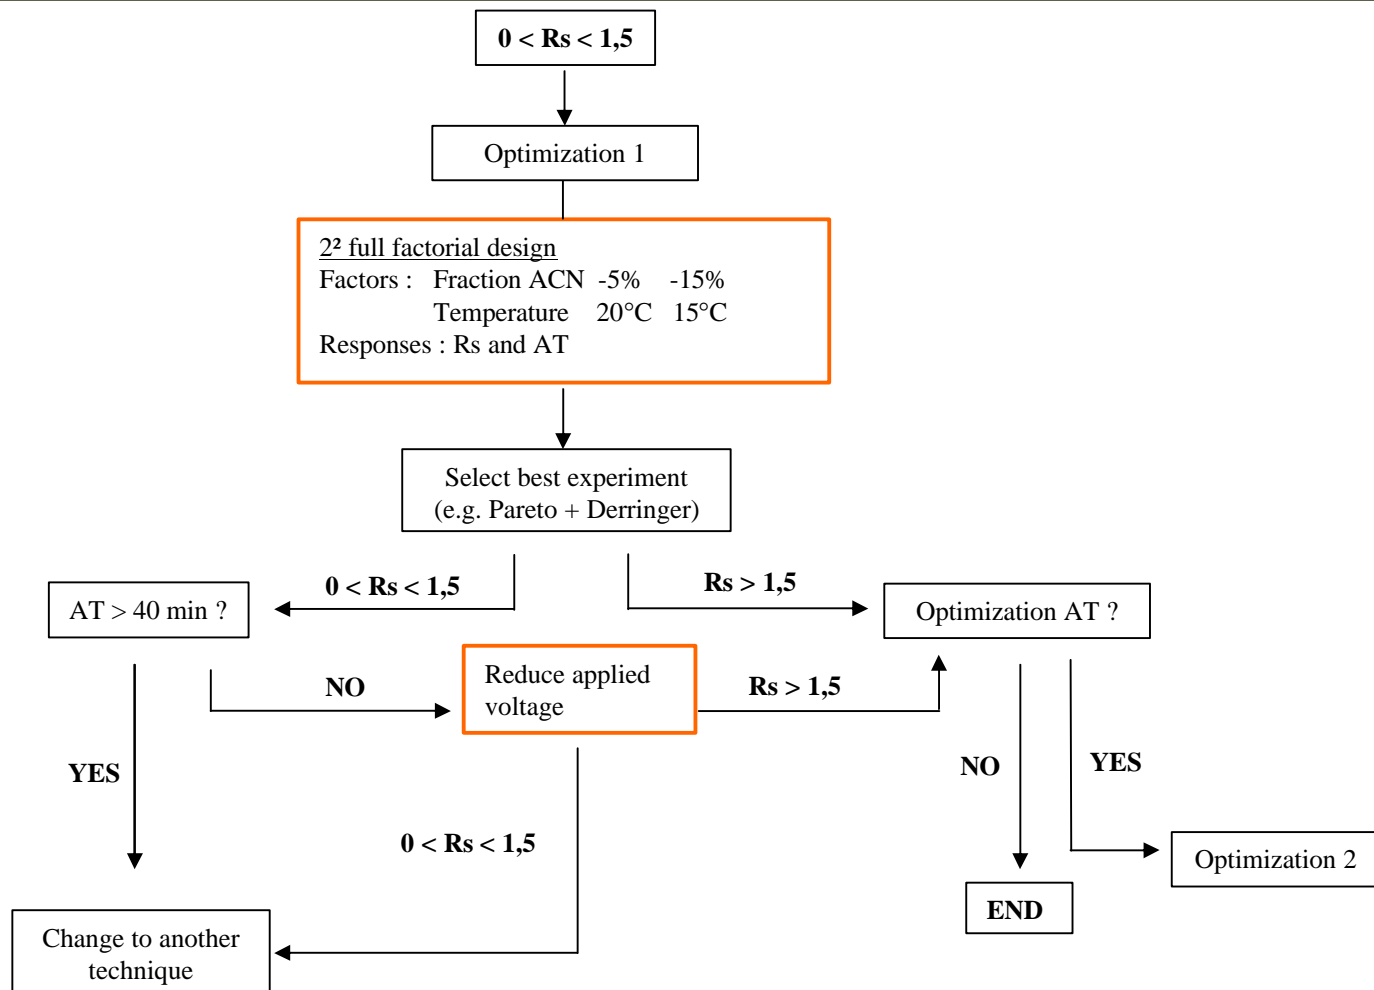 0 < Rs < 1,5
Optimization 1
2² full factorial design
Factors : Fraction ACN -5% -15%
Temperature 20°C 15°C
Responses : Rs and AT
Select best experiment
(e.g. Pareto + Derringer)
0 < Rs < 1,5
Rs > 1,5
AT > 40 min ?
Optimization AT ?
NO
Reduce applied
voltage
Rs > 1,5
YES
NO
YES
0 < Rs < 1,5
Optimization 2
END
Change to another
technique